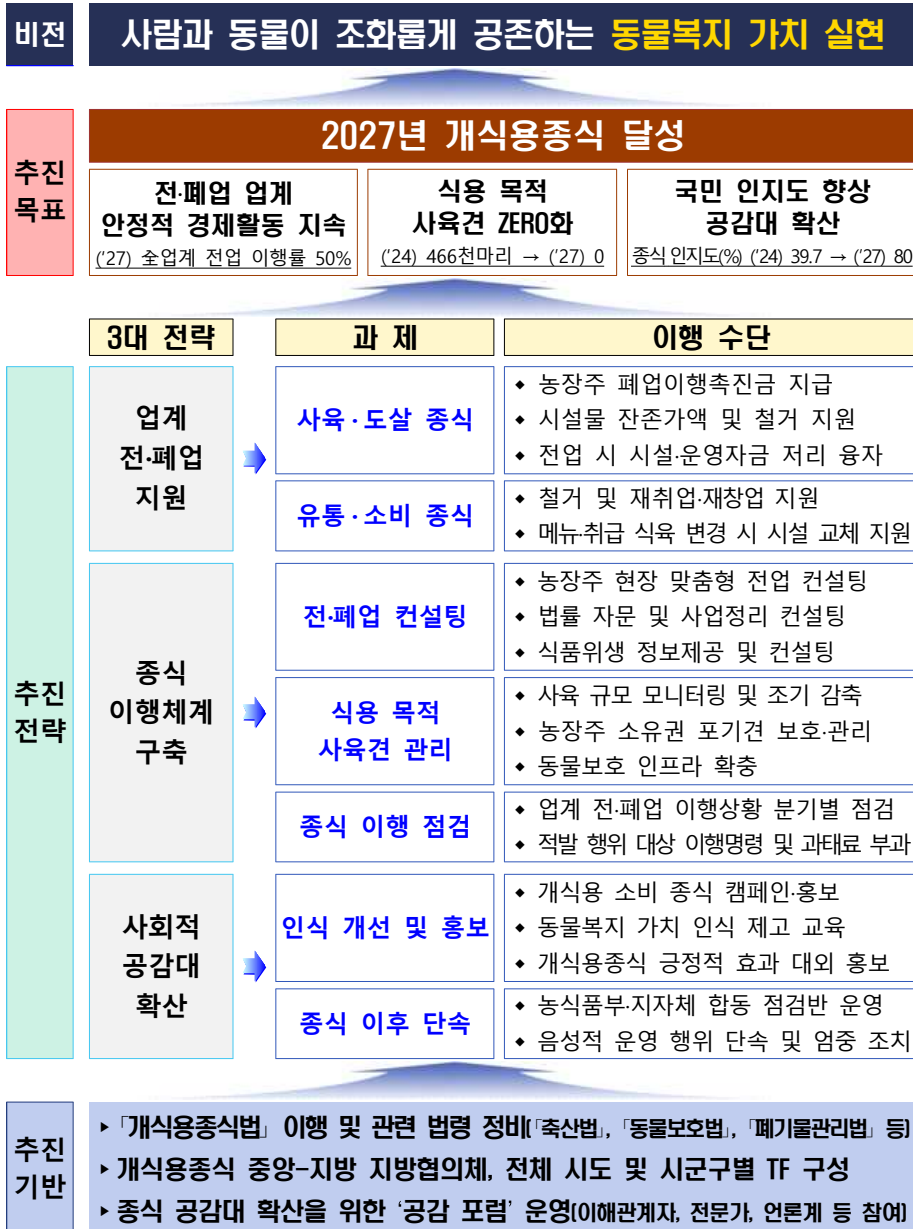 비전
사람과 동물이 조화롭게 공존하는 동물복지 가치 실현
추진
목표
2027년 개식용종식 달성
전·폐업 업계
안정적 경제활동 지속
('27) 全업계 전업 이행률 50%
식용 목적
사육견 ZERO화
('24) 466천마리 → ('27) 0
국민 인지도 향상
공감대 확산
종식 인지도(%) ('24) 39.7 → ('27) 80
3대 전략
과 제
이행 수단
추진
전략
업계
전·폐업
지원
사육·도살 종식
◆ 농장주 폐업이행촉진금 지급
◆ 시설물 잔존가액 및 철거 지원
◆ 전업 시 시설·운영자금 저리 융자
유통·소비 종식
◆ 철거 및 재취업·재창업 지원
◆ 메뉴·취급 식육 변경 시 시설 교체 지원
종식
이행체계
구축
전·폐업 컨설팅
◆ 농장주 현장 맞춤형 전업 컨설팅
◆ 법률 자문 및 사업정리 컨설팅
◆ 식품위생 정보제공 및 컨설팅
식용 목적
사육견 관리
◆ 사육 규모 모니터링 및 조기 감축
◆ 농장주 소유권 포기견 보호·관리
◆ 동물보호 인프라 확충
종식 이행 점검
◆ 업계 전·폐업 이행상황 분기별 점검
◆ 적발 행위 대상 이행명령 및 과태료 부과
사회적
공감대
확산
인식 개선 및 홍보
◆ 개식용 소비 종식 캠페인·홍보
◆ 동물복지 가치 인식 제고 교육
◆ 개식용종식 긍정적 효과 대외 홍보
종식 이후 단속
◆ 농식품부·지자체 합동 점검반 운영
◆ 음성적 운영 행위 단속 및 엄중 조치
추진
기반
▸ 「개식용종식법」 이행 및 관련 법령 정비(「축산법」, 「동물보호법」, 「폐기물관리법」 등)
▸ 개식용종식 중앙-지방 지방협의체, 전체 시도 및 시군구별 TF 구성
▸ 종식 공감대 확산을 위한 '공감 포럼' 운영(이해관계자, 전문가, 언론계 등 참여)